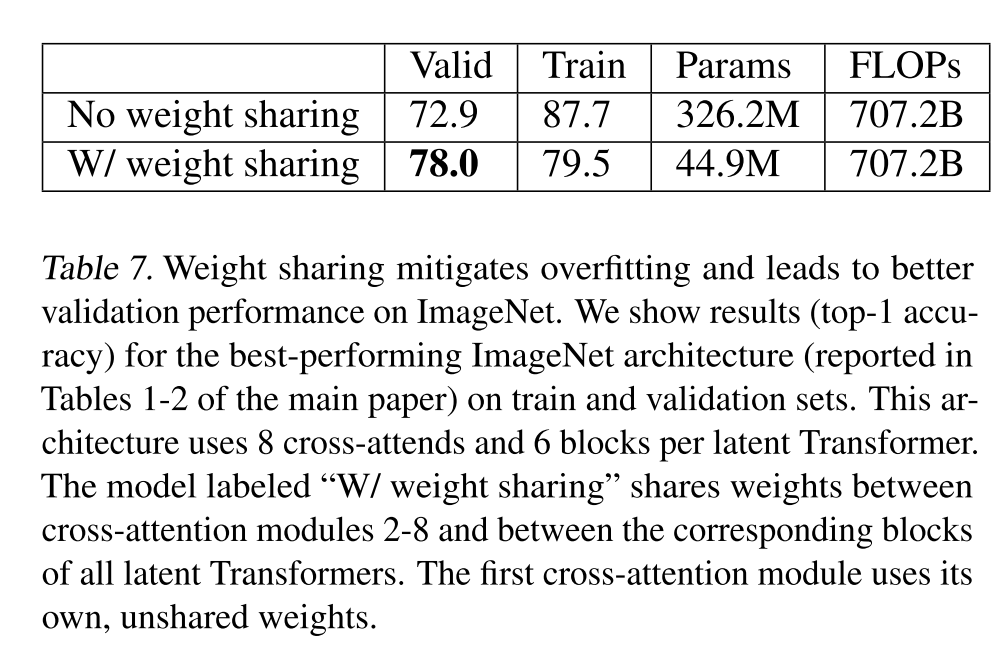 Valid Train Params FLOPs
No weight sharing 72.9 87.7 326.2M 707.2B
W/ weight sharing 78.0 79.5 44.9M 707.2B
Table 7. Weight sharing mitigates overfitting and leads to better
validation performance on ImageNet. We show results (top-1 accu-
racy) for the best-performing ImageNet architecture (reported in
Tables 1-2 of the main paper) on train and validation sets. This ar-
chitecture uses 8 cross-attends and 6 blocks per latent Transformer.
The model labeled “W/ weight sharing” shares weights between
cross-attention modules 2-8 and between the corresponding blocks
of all latent Transformers. The first cross-attention module uses its
own, unshared weights.